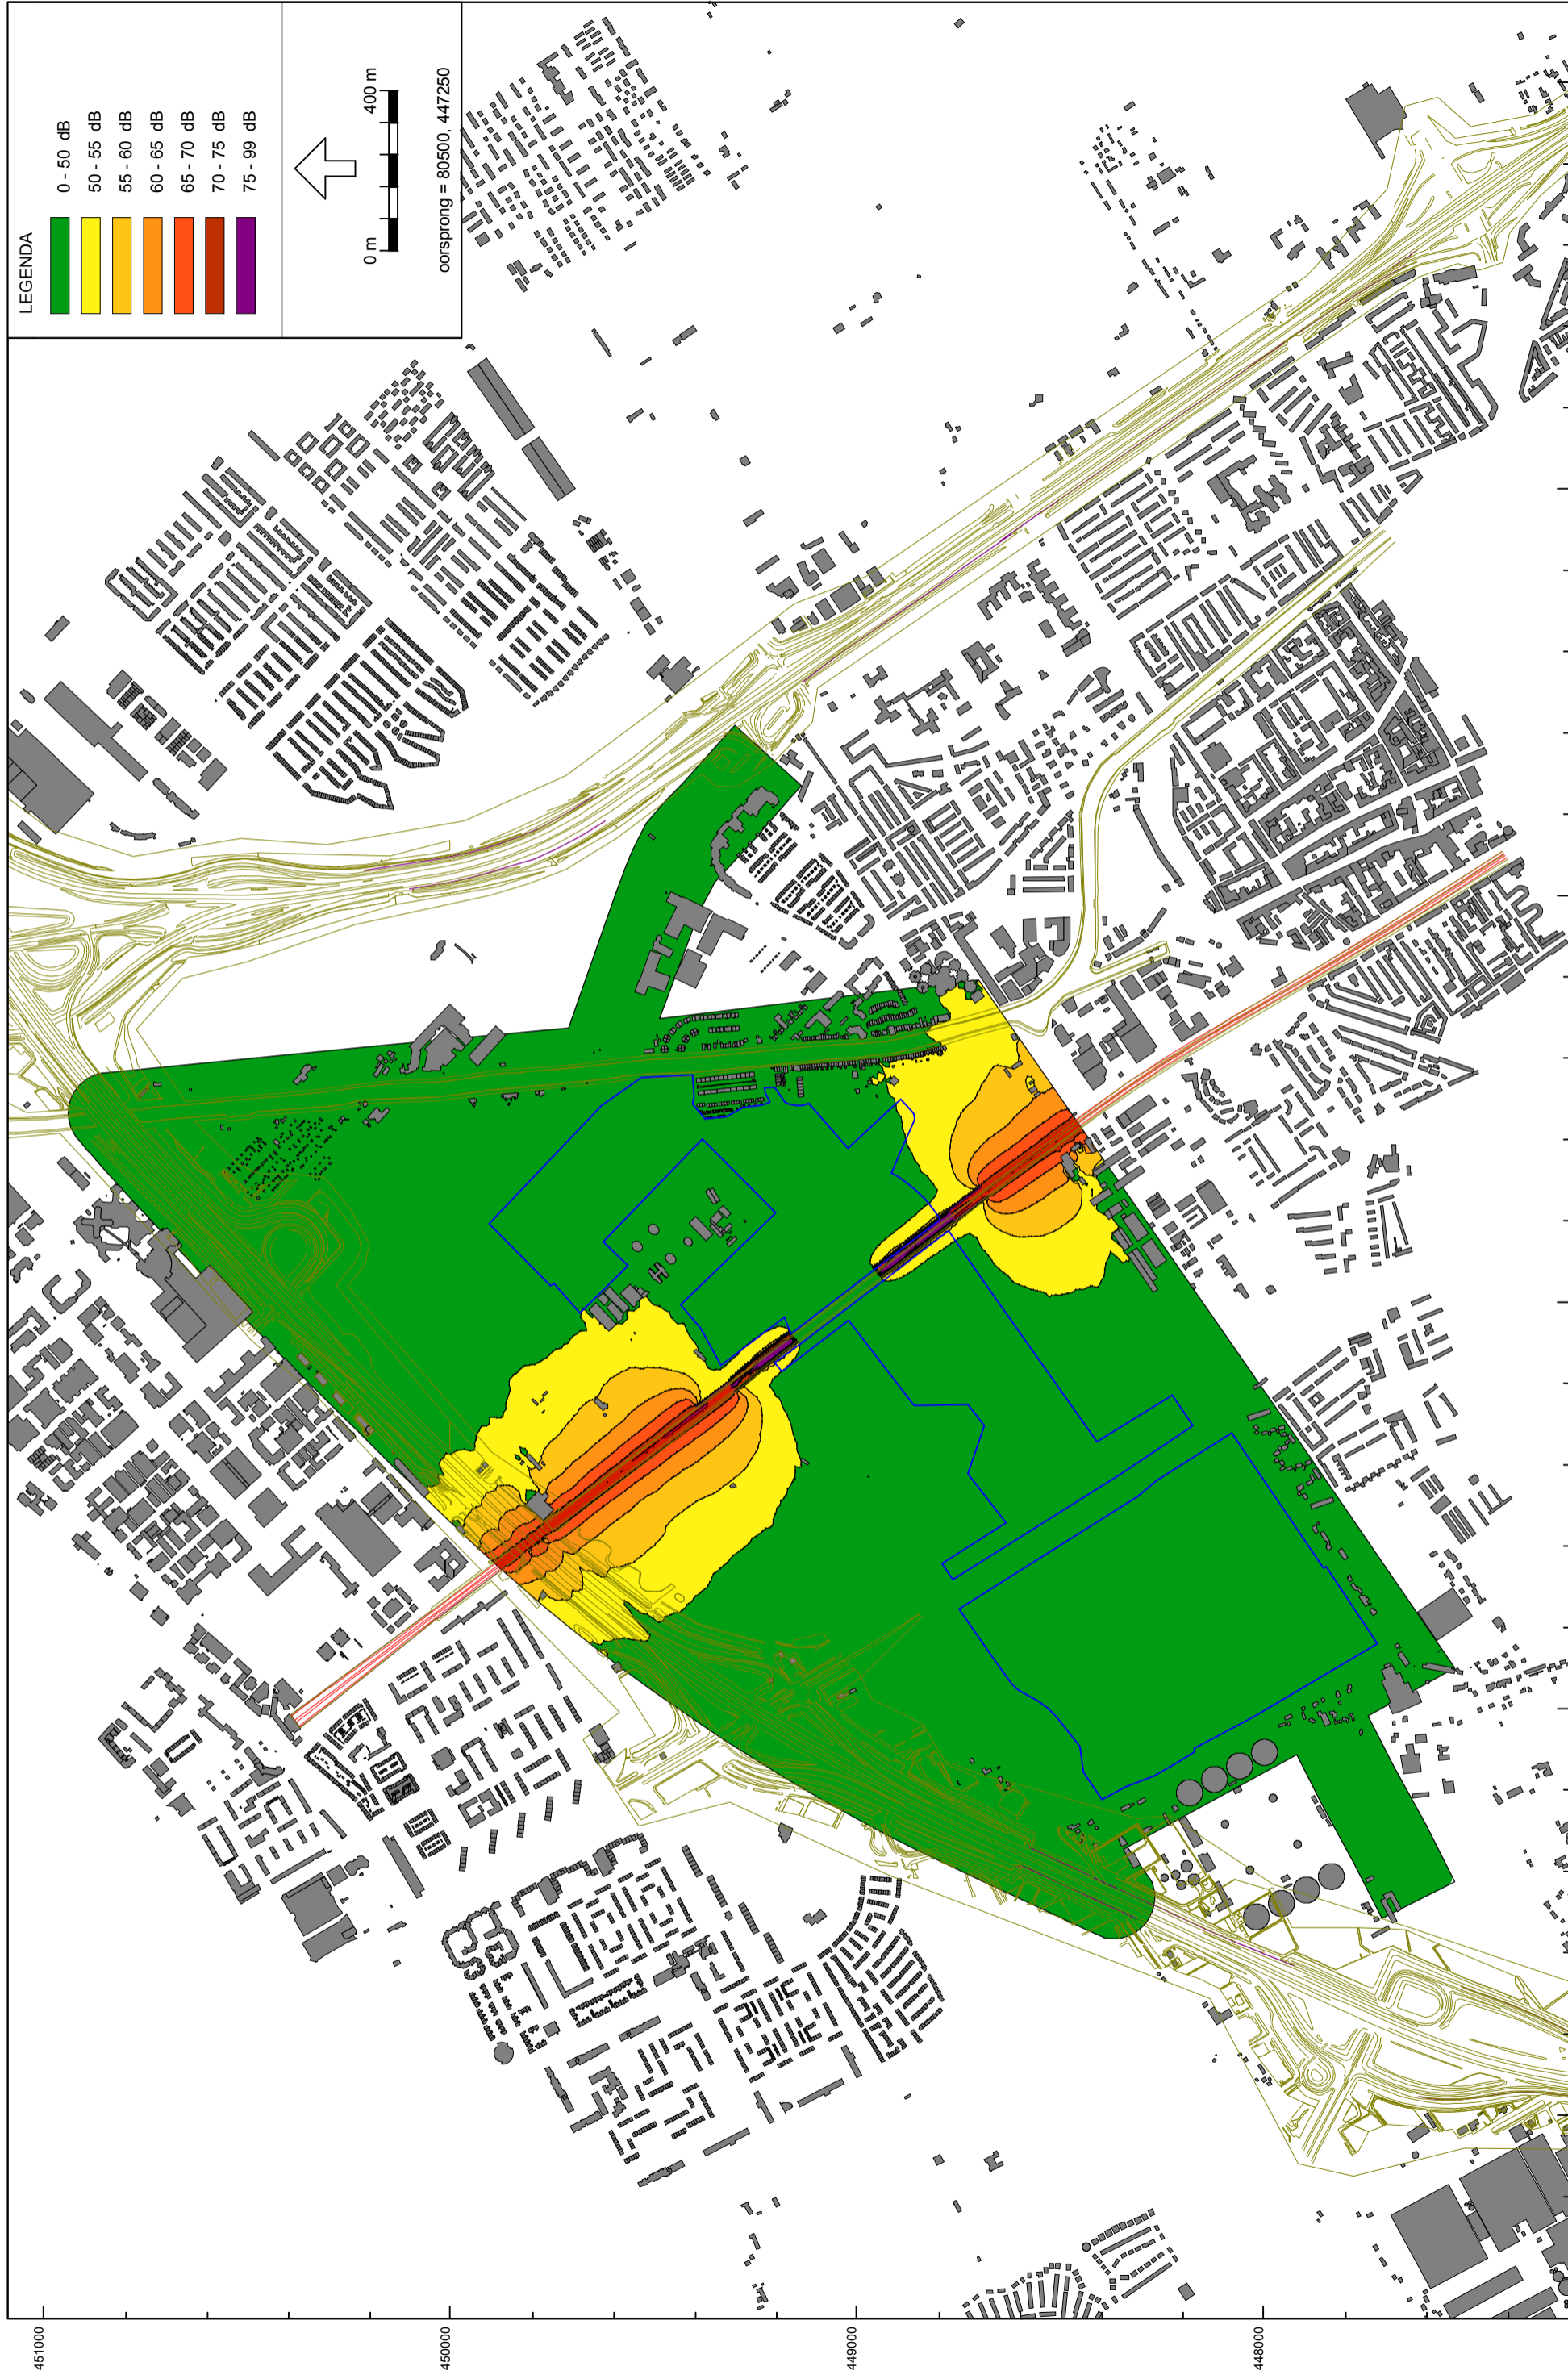 LEGENDA
0 - 50 dB
50 - 55 dB
55 - 60 dB
60 - 65 dB
65 - 70 dB
70 - 75 dB
75 - 99 dB
0 m 400 m
oorsprong = 80500, 447250
451000
450000
449000
448000